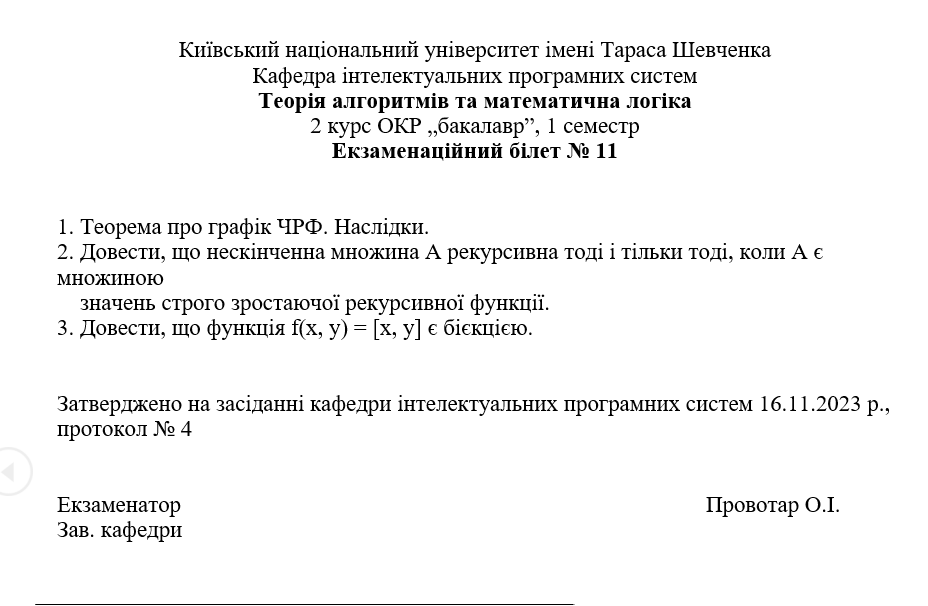 Київський національний університет імені Тараса Шевченка
Кафедра інтелектуальних програмних систем
Теорія алгоритмів та математична логіка
2 курс ОКР „бакалавр”, 1 семестр
Екзаменаційний білет № 11
1. Теорема про графік ЧРФ. Наслідки.
2. Довести, що нескінченна множина А рекурсивна тоді і тільки тоді, коли А є
множиною
значень строго зростаючої рекурсивної функції.
3. Довести, що функція f(x, y) = [x, y] є бієкцією.
Затверджено на засіданні кафедри інтелектуальних програмних систем 16.11.2023 р.,
протокол № 4
Екзаменатор Провотар О.І.
Зав. кафедри